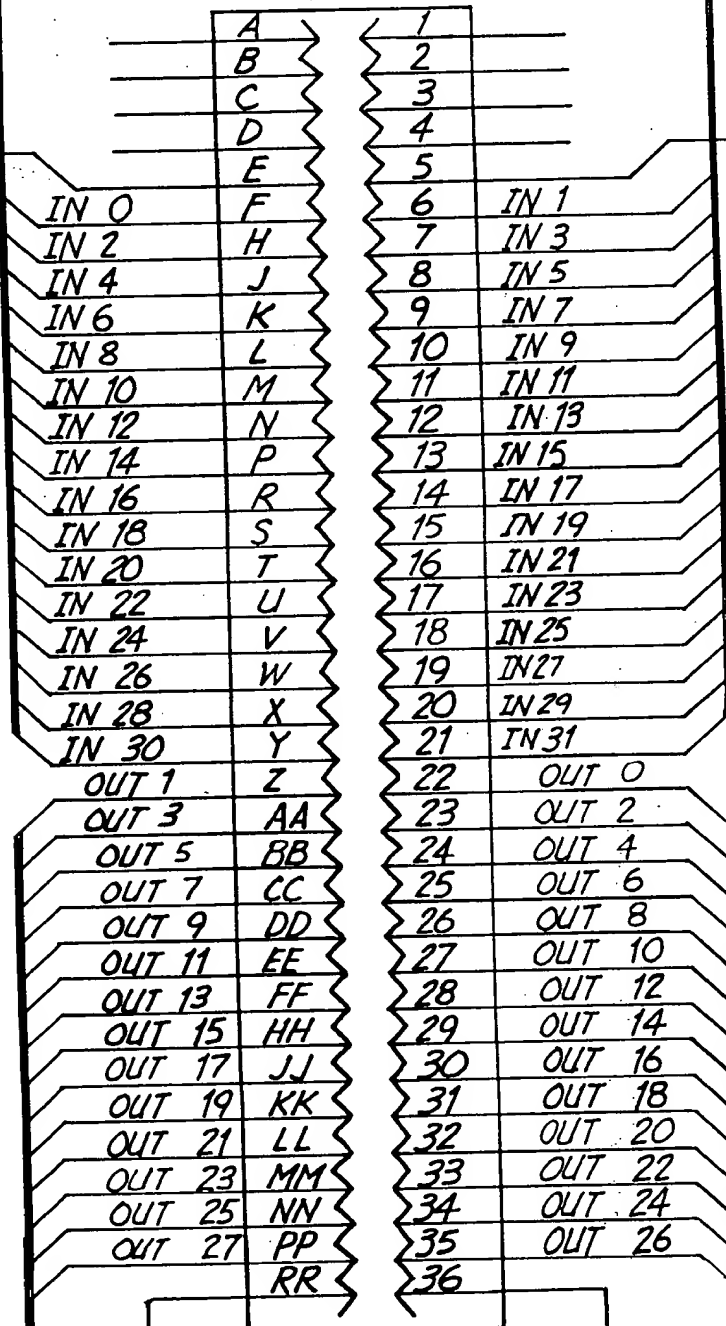 A 1
B 2
C 3
D 4
E 5
IN 0 F 6 IN 1
IN 2 H 7 IN 3
IN 4 J 8 IN 5
IN 6 K 9 IN 7
IN 8 L 10 IN 9
IN 10 M 11 IN 11
IN 12 N 12 IN 13
IN 14 P 13 IN 15
IN 16 R 14 IN 17
IN 18 S 15 IN 19
IN 20 T 16 IN 21
IN 22 U 17 IN 23
IN 24 V 18 IN 25
IN 26 W 19 IN 27
IN 28 X 20 IN 29
IN 30 Y 21 IN 31
OUT 1 Z 22 OUT 0
OUT 3 AA 23 OUT 2
OUT 5 BB 24 OUT 4
OUT 7 CC 25 OUT 6
OUT 9 DD 26 OUT 8
OUT 11 EE 27 OUT 10
OUT 13 FF 28 OUT 12
OUT 15 HH 29 OUT 14
OUT 17 JJ 30 OUT 16
OUT 19 KK 31 OUT 18
OUT 21 LL 32 OUT 20
OUT 23 MM 33 OUT 22
OUT 25 NN 34 OUT 24
OUT 27 PP 35 OUT 26
RR 36